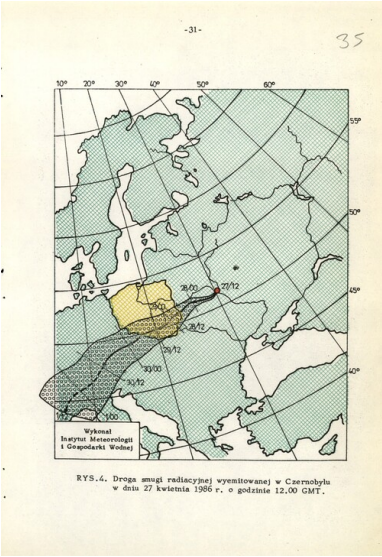 -31-
35
10° 20° 30° 40° 50° 60°
55°
50°
45°
40°
28/00 27/12
28/12
29/12
30/00
30/12
1/00
Wykonał
Instytut Meteorologii
i Gospodarki Wodnej
RYS.4. Droga smugi radiacyjnej wyemitowanej w Czernobylu
w dniu 27 kwietnia 1986 r. o godzinie 12.00 GMT.